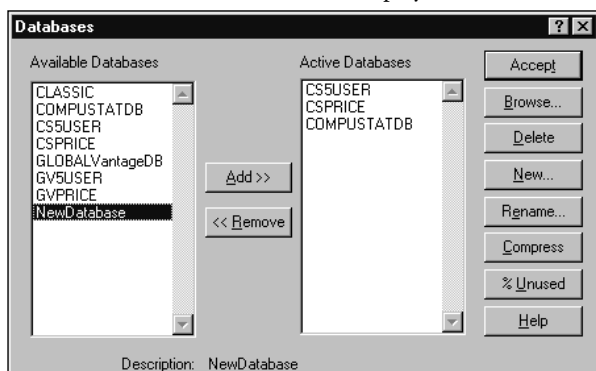 Databases
Available Databases
CLASSIC
COMPUSTATDB
CS5USER
CSPRICE
GLOBALVantageDB
GV5USER
GVPRICE
NewDatabase
Add >>
<< Remove
Active Databases
CS5USER
CSPRICE
COMPUSTATDB
Accept
Browse...
Delete
New...
Rename...
Compress
% Unused
Help
Description: NewDatabase